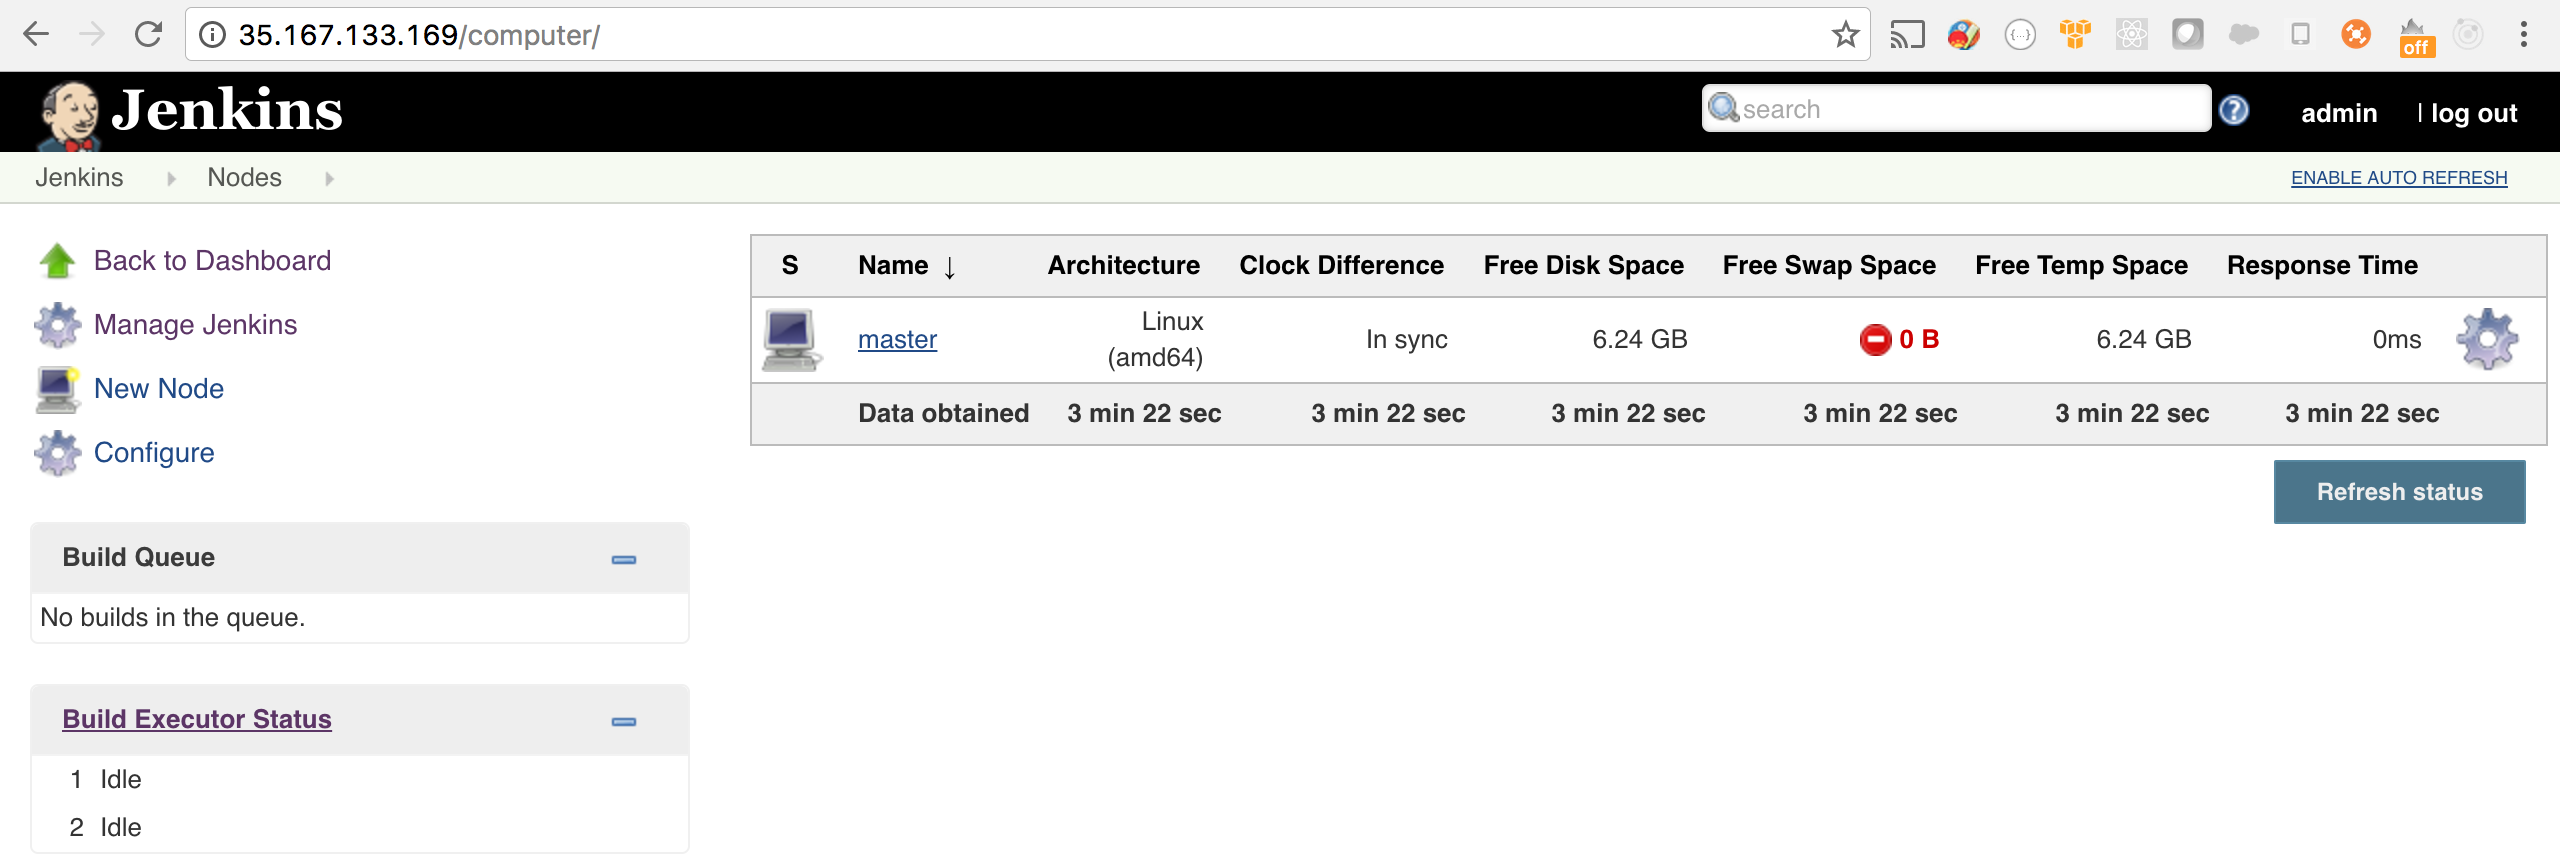 35.167.133.169/computer/
off
Jenkins
search
admin
| log out
Jenkins Nodes
ENABLE AUTO REFRESH
Back to Dashboard
Manage Jenkins
New Node
Configure
Build Queue
No builds in the queue.
Build Executor Status
1 Idle
2 Idle
S Name ↓ Architecture Clock Difference Free Disk Space Free Swap Space Free Temp Space Response Time
master Linux (amd64) In sync 6.24 GB 0 B 6.24 GB 0ms
Data obtained 3 min 22 sec 3 min 22 sec 3 min 22 sec 3 min 22 sec 3 min 22 sec 3 min 22 sec
Refresh status